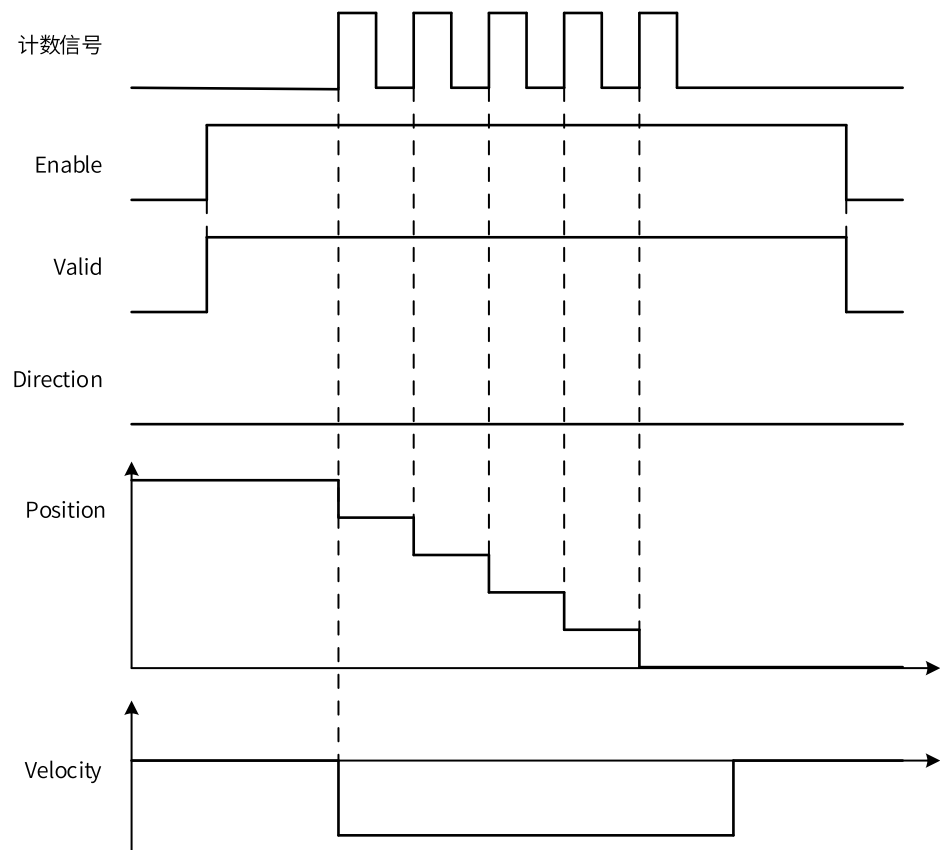 计数信号
Enable
Valid
Direction
Position
Velocity